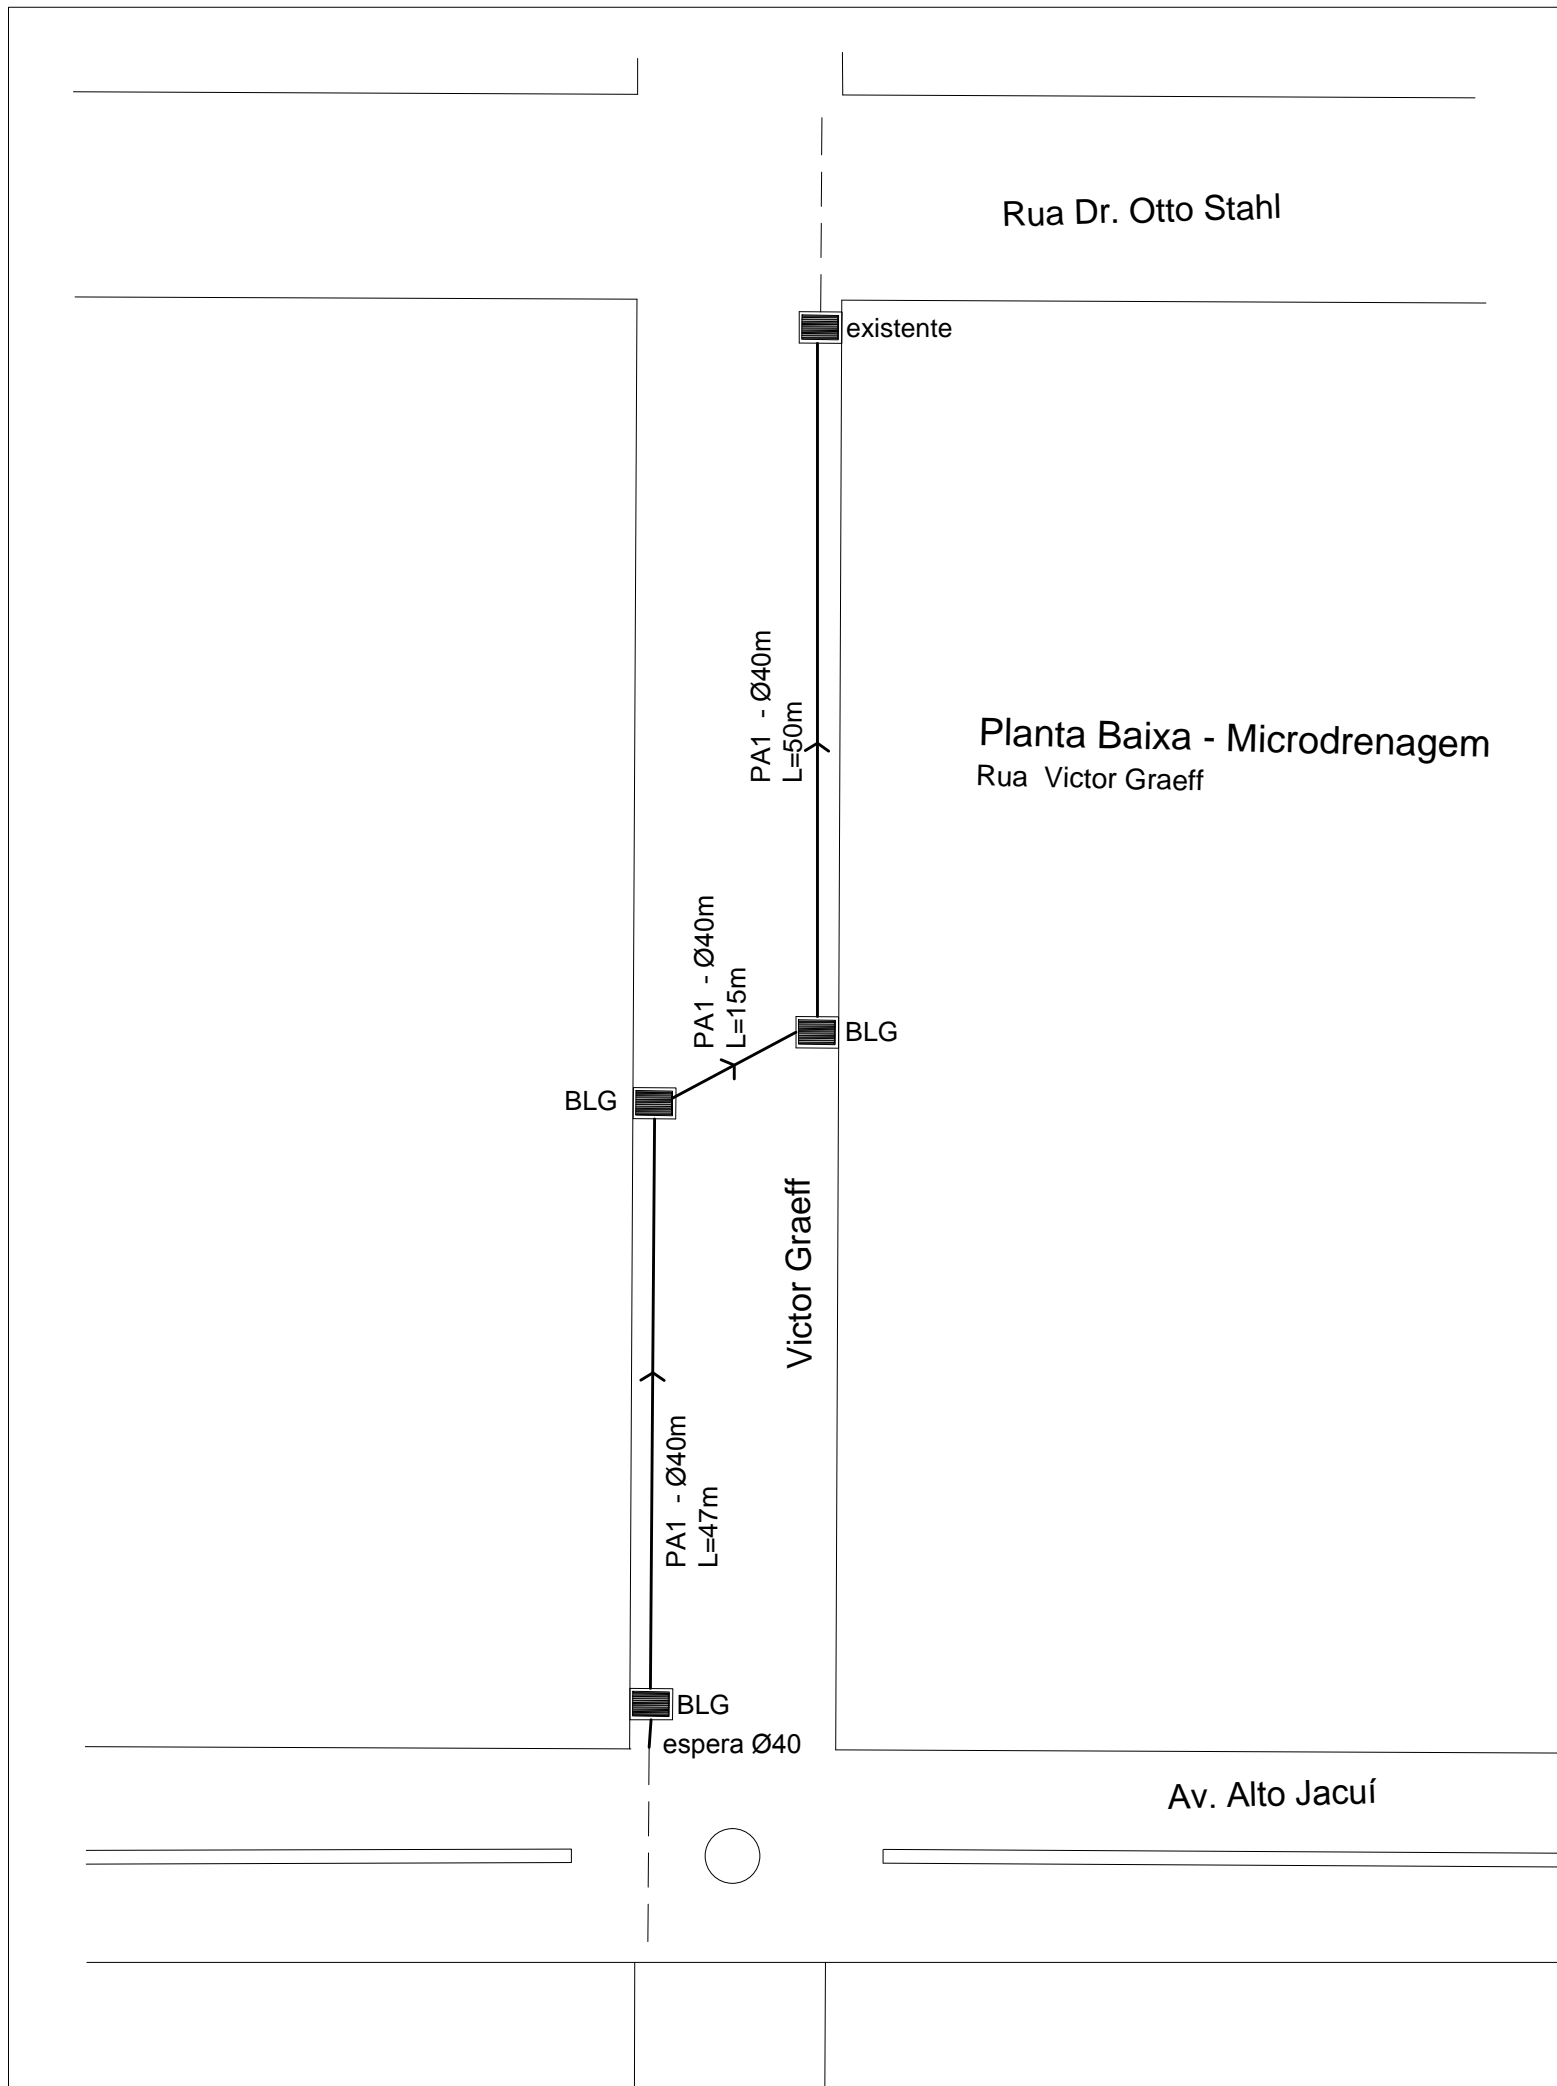 Rua Dr. Otto Stahl
existente
PA1 - Ø40m
L=50m
Planta Baixa - Microdrenagem
Rua Victor Graeff
PA1 - Ø40m
L=15m
BLG
BLG
Victor Graeff
PA1 - Ø40m
L=47m
BLG
espera Ø40
Av. Alto Jacuí